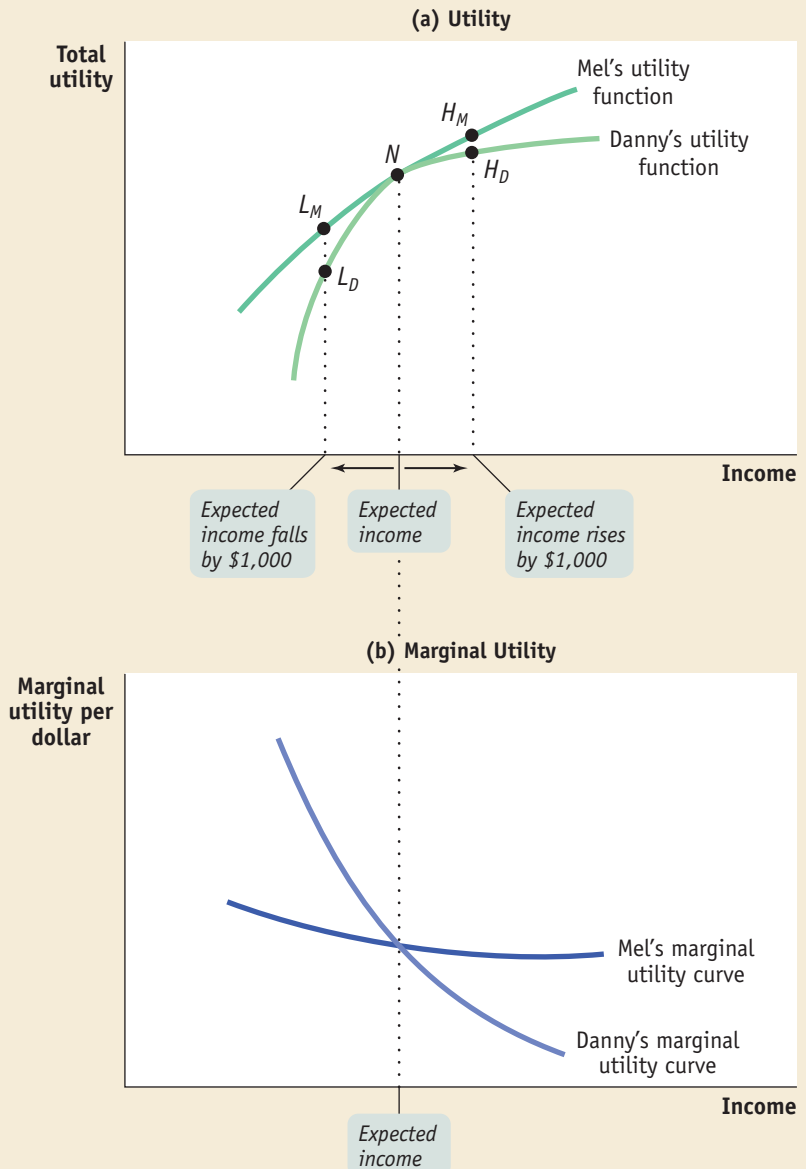 (a) Utility
Total
utility
Mel's utility
function
H_M
Danny's utility
function
N
H_D
L_M
L_D
Income
Expected
income falls
by $1,000
Expected
income
Expected
income rises
by $1,000
(b) Marginal Utility
Marginal
utility per
dollar
Mel's marginal
utility curve
Danny's marginal
utility curve
Income
Expected
income